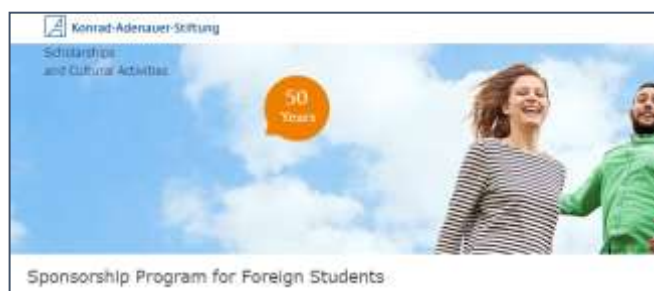 Konrad-Adenauer-Stiftung
Scholarships
and Cultural Activities
50
Years
Sponsorship Program for Foreign Students